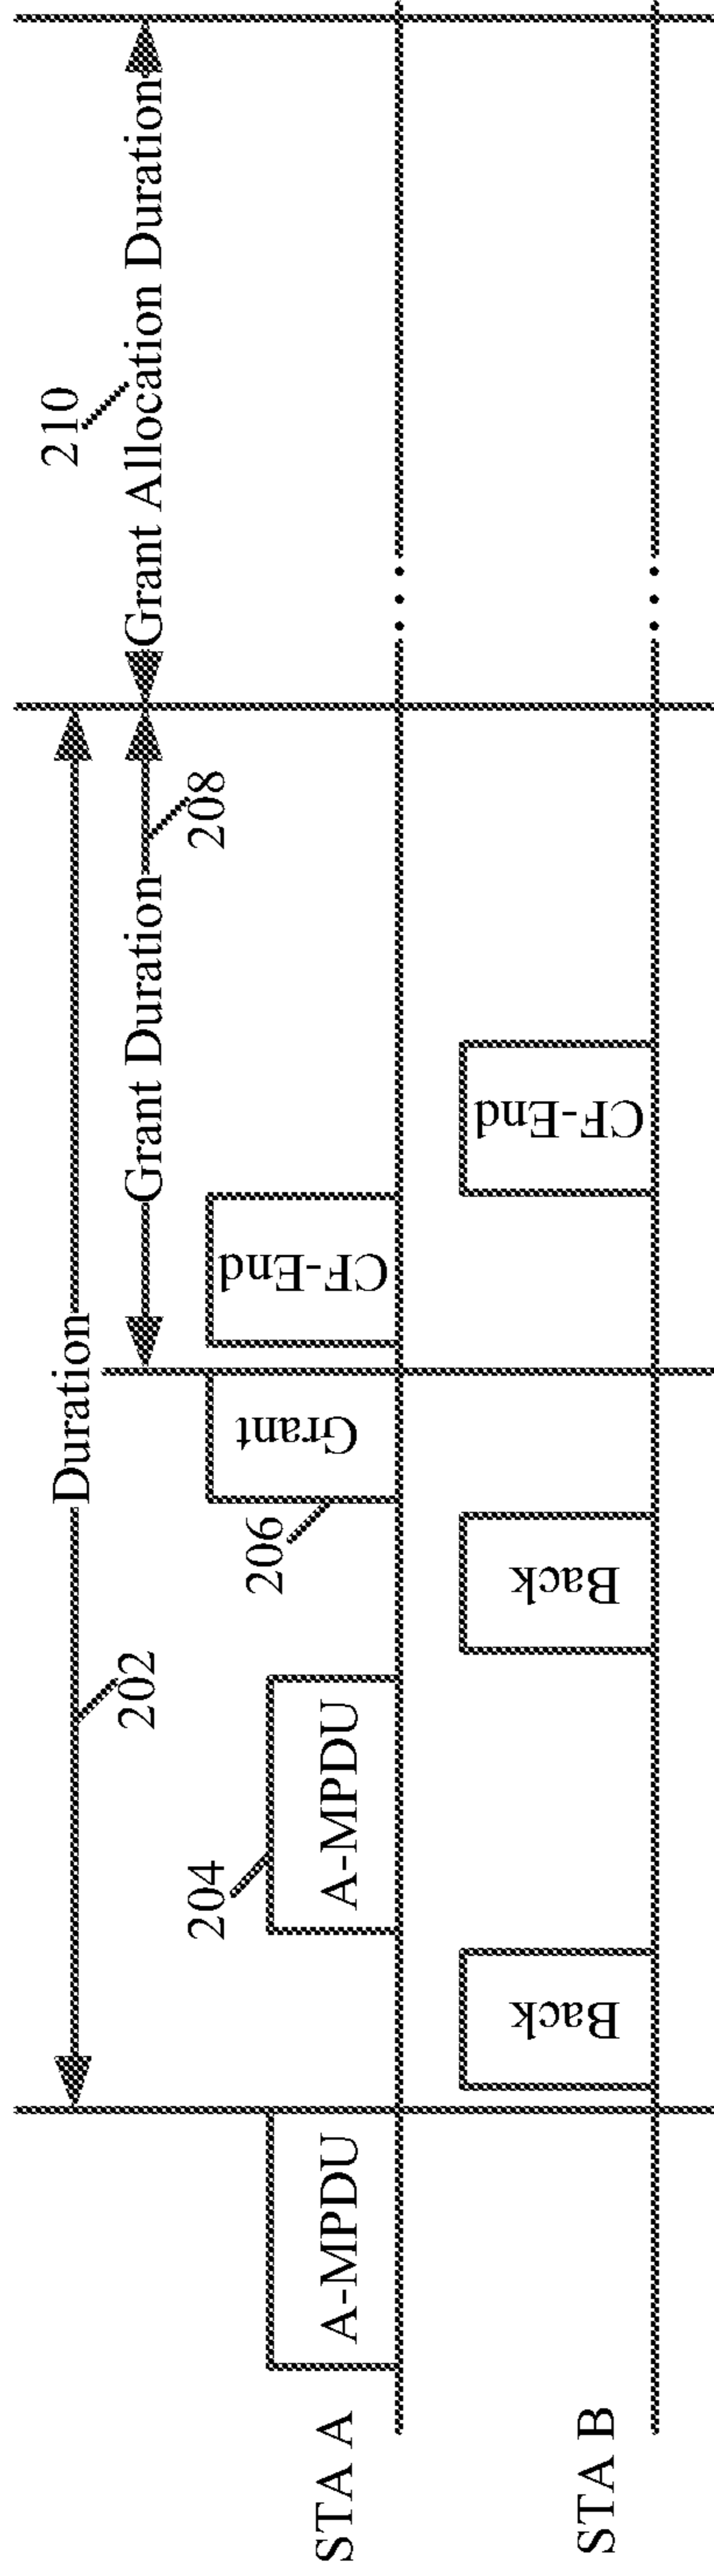 Duration
202
Grant Duration
208
Grant Allocation Duration
210
STA A
A-MPDU
A-MPDU
204
Grant
206
CF-End
STA B
Back
Back
CF-End